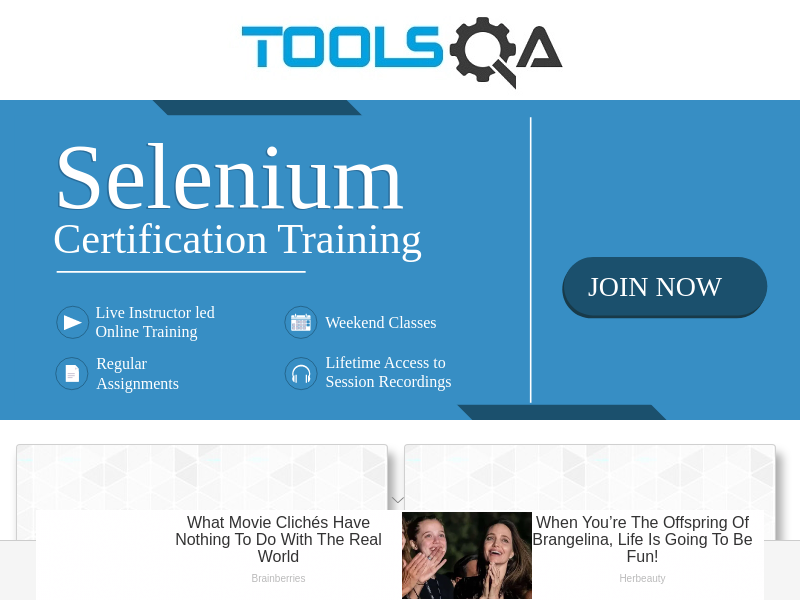 TOOLSQA
Selenium
Certification Training
JOIN NOW
Live Instructor led
Online Training
Weekend Classes
Regular
Assignments
Lifetime Access to
Session Recordings
What Movie Clichés Have
Nothing To Do With The Real
World
Brainberries
When You’re The Offspring Of
Brangelina, Life Is Going To Be
Fun!
Herbeauty